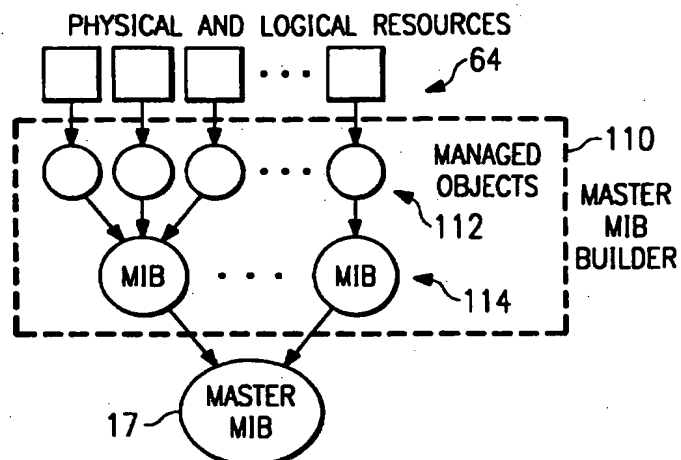 PHYSICAL AND LOGICAL RESOURCES
64
110
MANAGED
OBJECTS
112
MASTER
MIB
BUILDER
MIB
MIB
114
MASTER
MIB
17